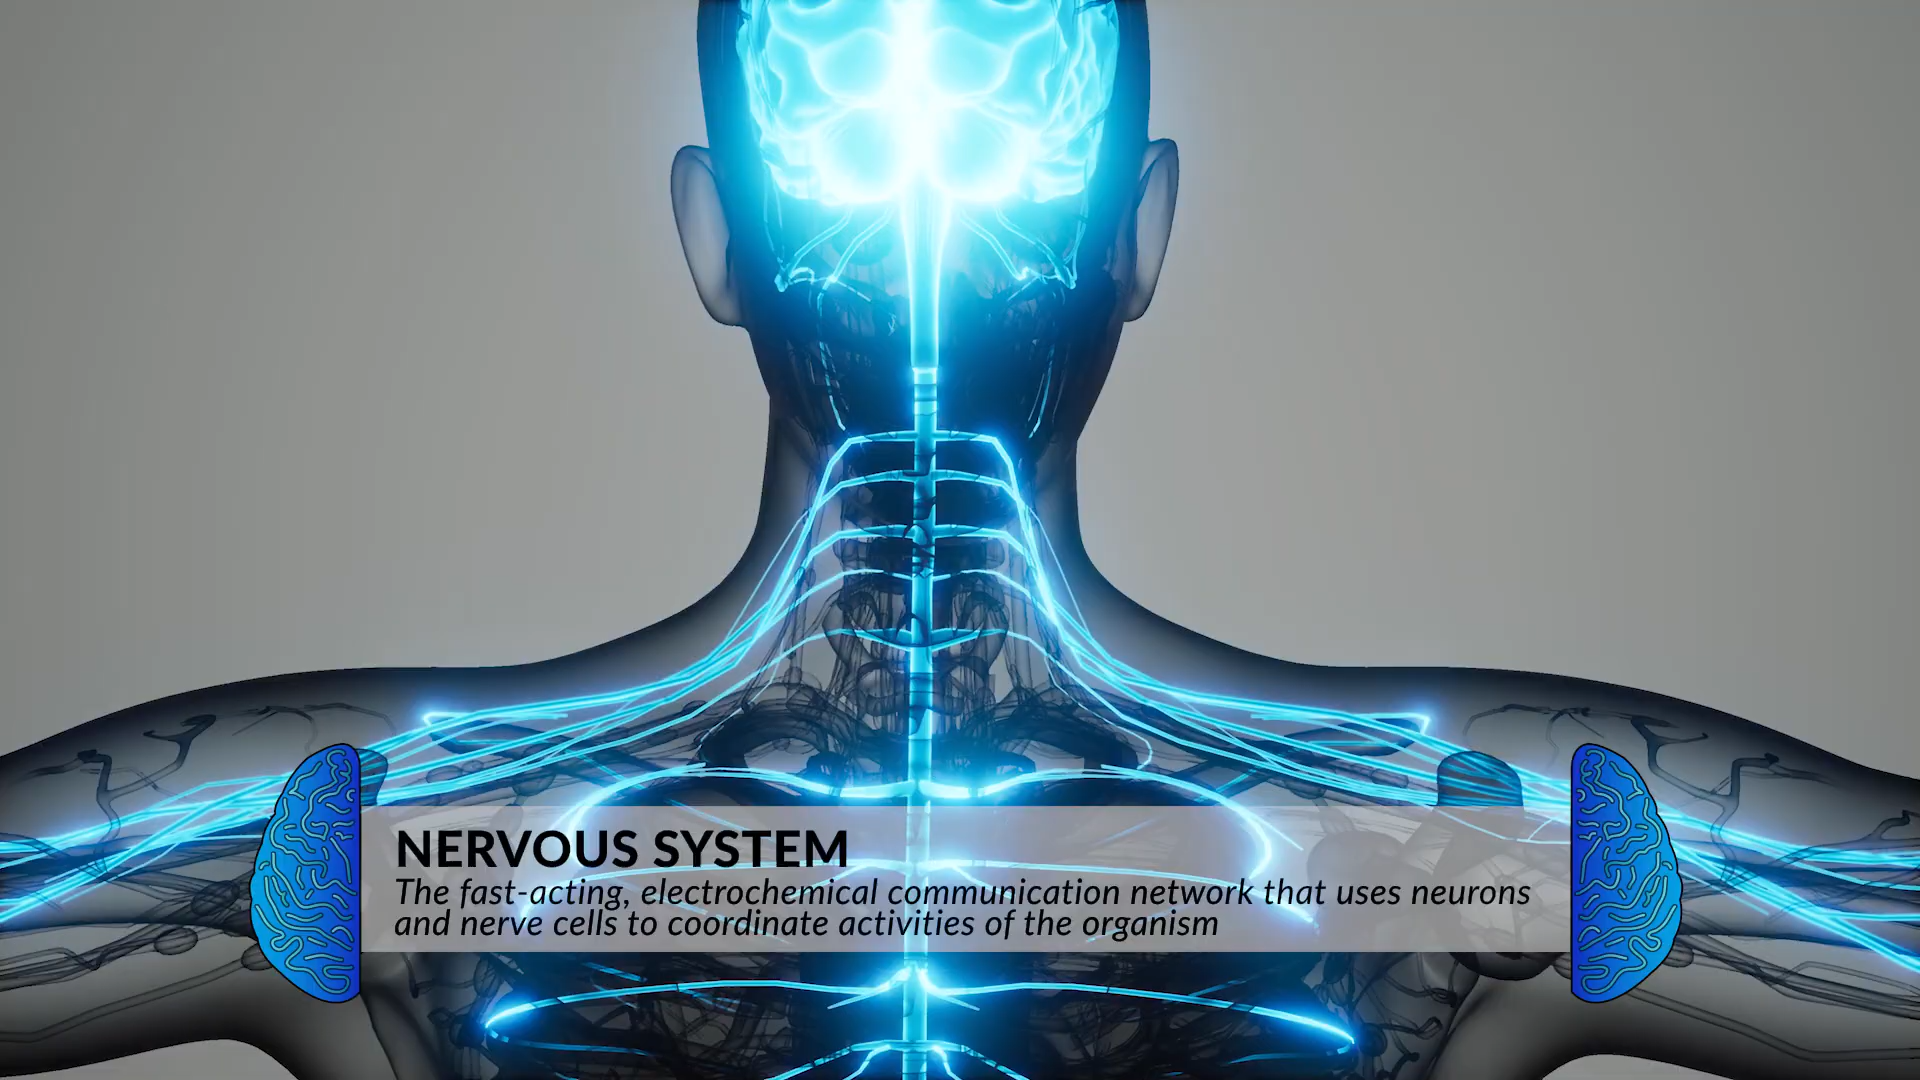 NERVOUS SYSTEM
The fast-acting, electrochemical communication network that uses neurons
and nerve cells to coordinate activities of the organism